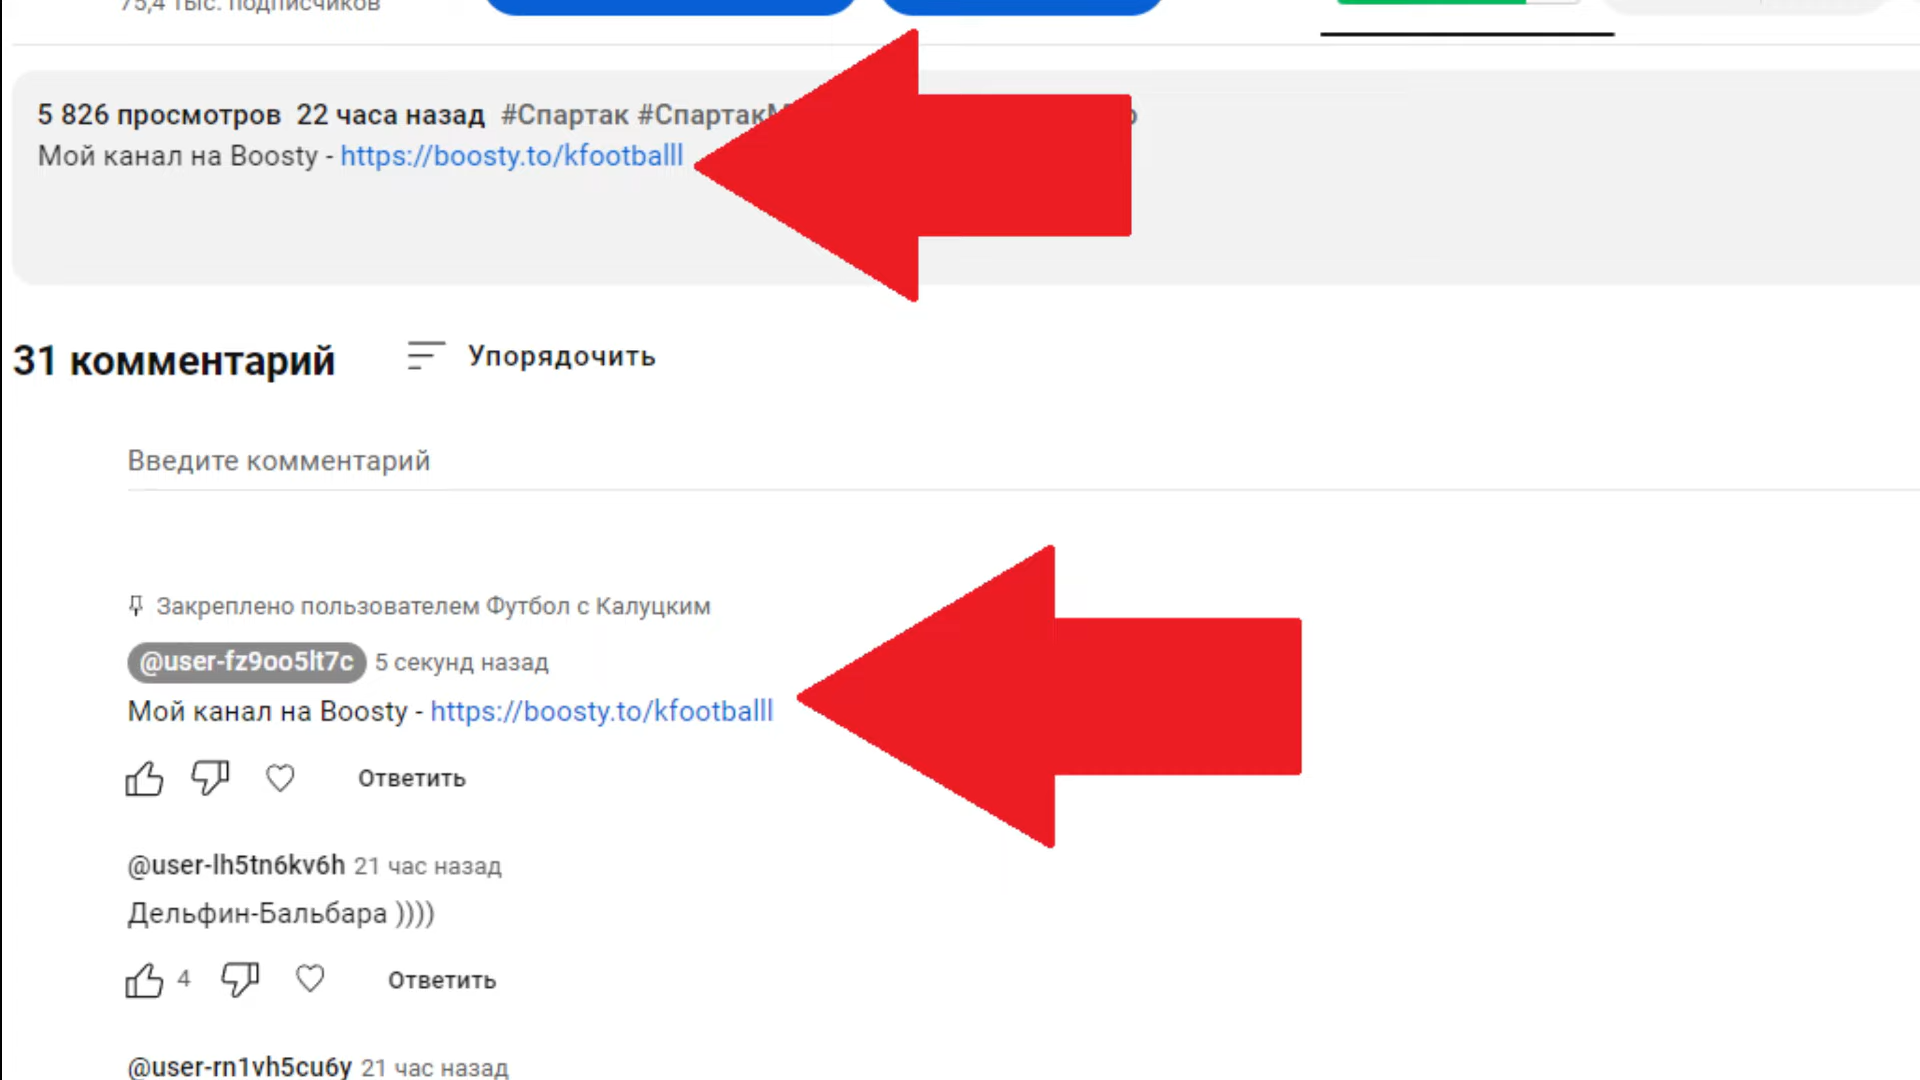 75,4 тыс. подписчиков
5 826 просмотров 22 часа назад #Спартак
Мой канал на Boosty - https://boosty.to/kfootballl
31 комментарий
Упорядочить
Введите комментарий
Закреплено пользователем Футбол с Калуцким
@user-fz9oo5lt7c 5 секунд назад
Мой канал на Boosty - https://boosty.to/kfootballl
Ответить
@user-lh5tn6kv6h 21 час назад
Дельфин-Бальбара ))))
4
Ответить
@user-rn1vh5cu6y 21 час назад